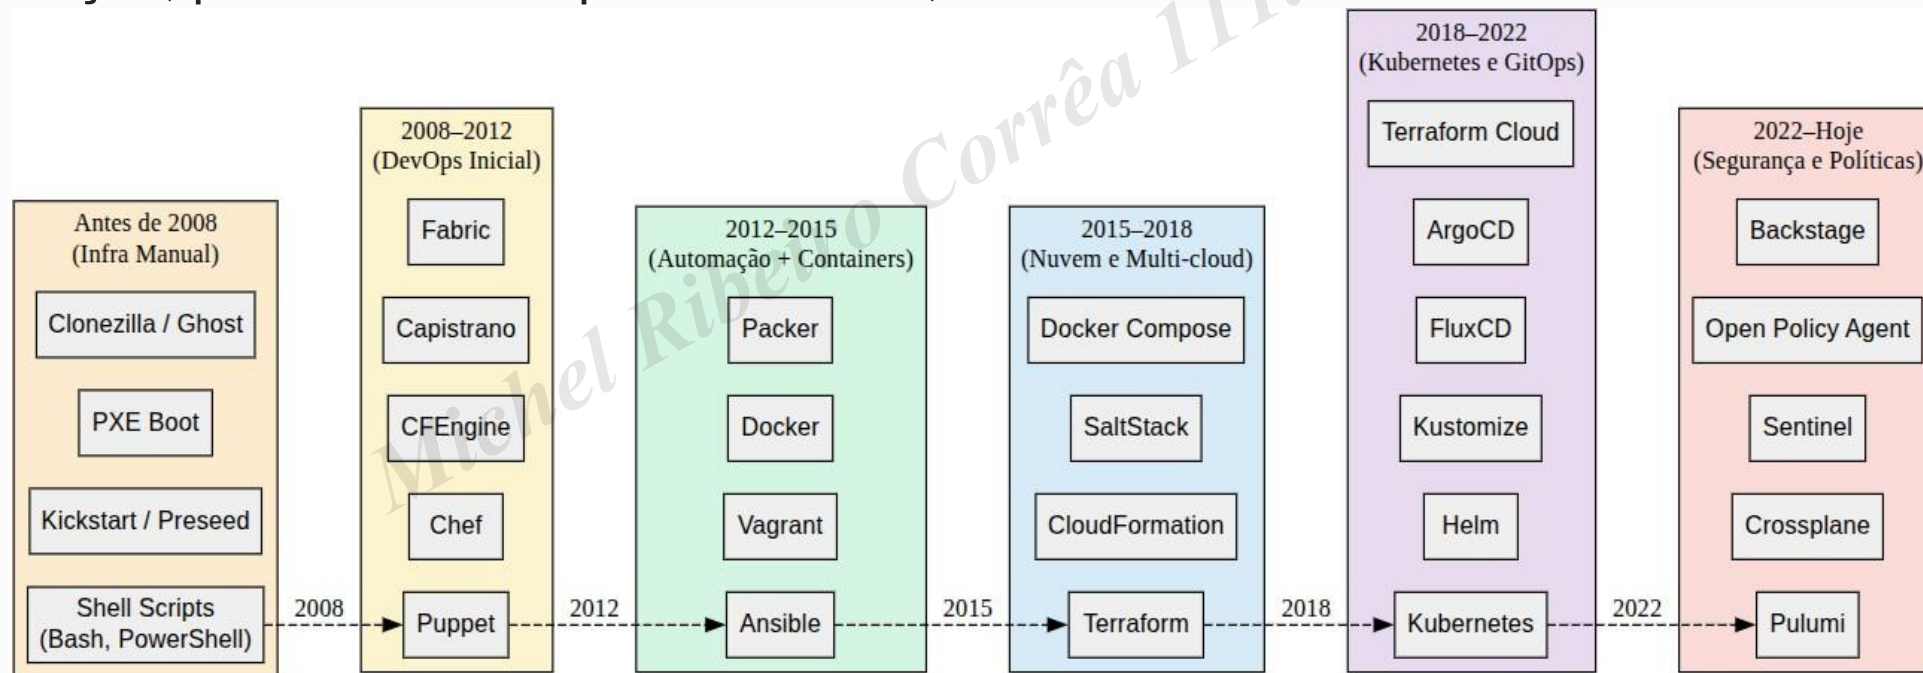 Antes de 2008
(Infra Manual)
Clonezilla / Ghost
PXE Boot
Kickstart / Preseed
Shell Scripts
(Bash, PowerShell)
2008
2008–2012
(DevOps Inicial)
Fabric
Capistrano
CFEngine
Chef
Puppet
2012
2012–2015
(Automação + Containers)
Packer
Docker
Vagrant
Ansible
2015
2015–2018
(Nuvem e Multi-cloud)
Docker Compose
SaltStack
CloudFormation
Terraform
2018
2018–2022
(Kubernetes e GitOps)
Terraform Cloud
ArgoCD
FluxCD
Kustomize
Helm
Kubernetes
2022
2022–Hoje
(Segurança e Políticas)
Backstage
Open Policy Agent
Sentinel
Crossplane
Pulumi
Michel Ribeiro Corrêa